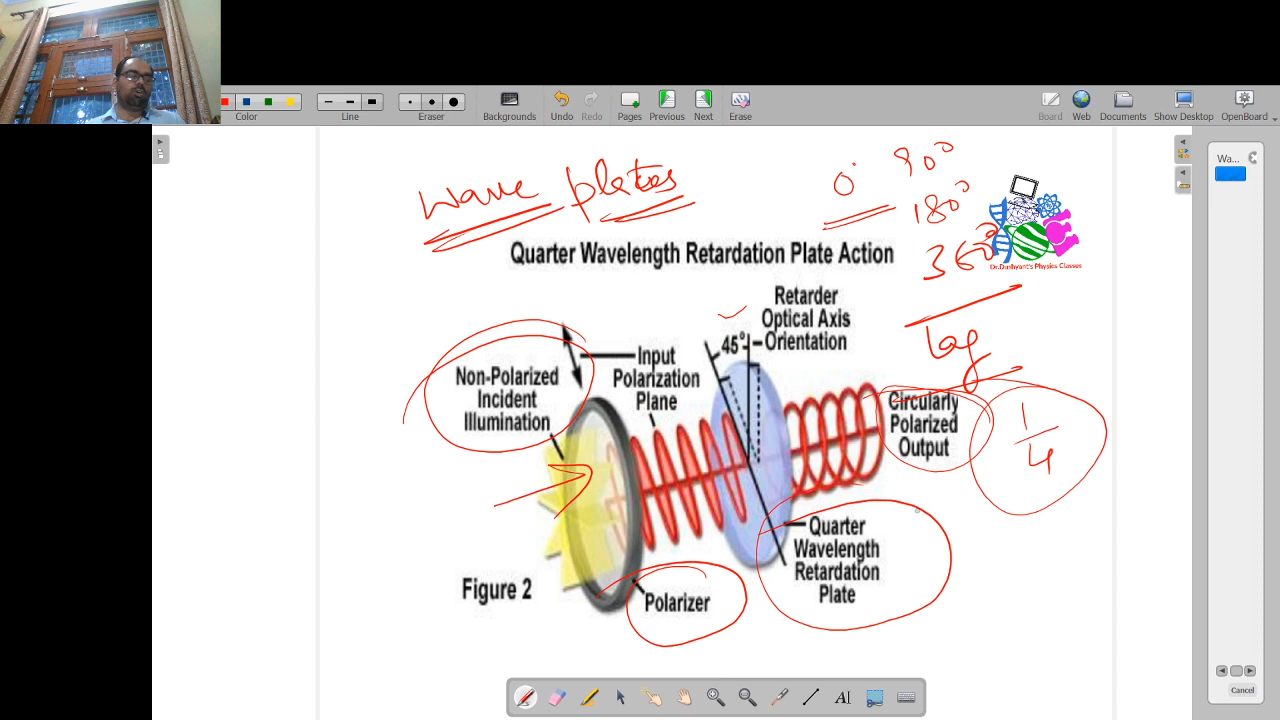 Color
Line
Eraser
Backgrounds
Undo
Redo
Pages
Previous
Next
Erase
Board
Web
Documents
Show Desktop
OpenBoard
Wa...
wave plates
0°
90°
180°
360°
Dr.Dushyant's Physics Classes
Quarter Wavelength Retardation Plate Action
Retarder
Optical Axis
Orientation
45°
lag
Input
Polarization
Plane
Non-Polarized
Incident
Illumination
Circularly
Polarized
Output
1/4
Quarter
Wavelength
Retardation
Plate
Figure 2
Polarizer
Cancel